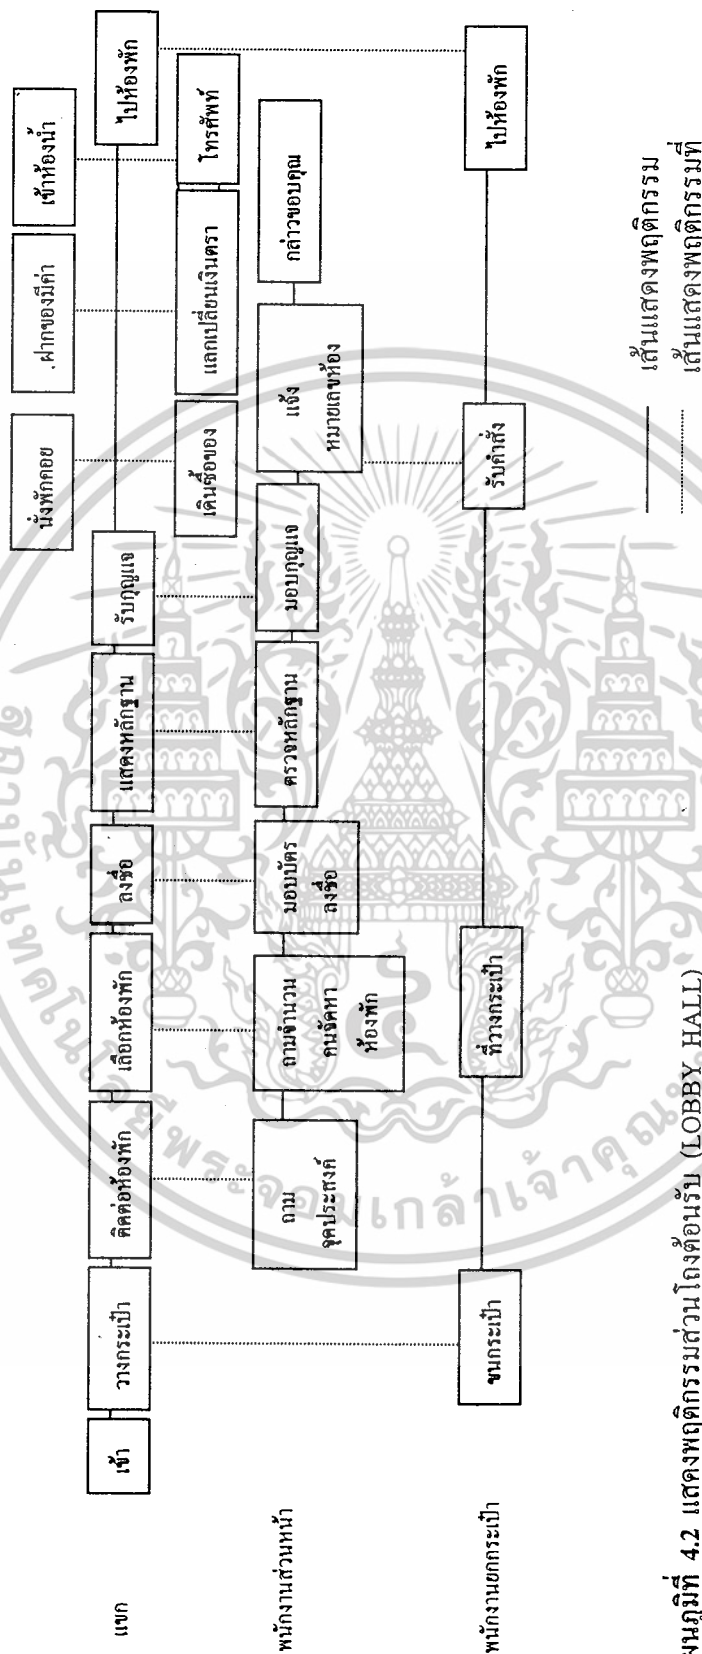 นั่งพักคอย
ฝากของมีค่า
เข้าห้องน้ำ
แขก
เข้า
วางกระเป๋า
ติดต่อห้องพัก
เลือกห้องพัก
ลงชื่อ
แสดงหลักฐาน
รับกุญแจ
ไปห้องพัก
เดินซื้อของ
แลกเปลี่ยนเงินตรา
โทรศัพท์
พนักงานส่วนหน้า
ถาม
จุดประสงค์
ถามจำนวน
คนจัดหา
ห้องพัก
มอบบัตร
ลงชื่อ
ตรวจหลักฐาน
มอบกุญแจ
แจ้ง
หมายเลขห้อง
กล่าวขอบคุณ
พนักงานยกกระเป๋า
ขนกระเป๋า
ที่วางกระเป๋า
รับคำสั่ง
ไปห้องพัก
เส้นแสดงพฤติกรรม
เส้นแสดงพฤติกรรมที่
ผนภูมิที่ 4.2 แสดงพฤติกรรมส่วนโถงต้อนรับ (LOBBY HALL)
พระจอมเกล้าเจ้าคุณ